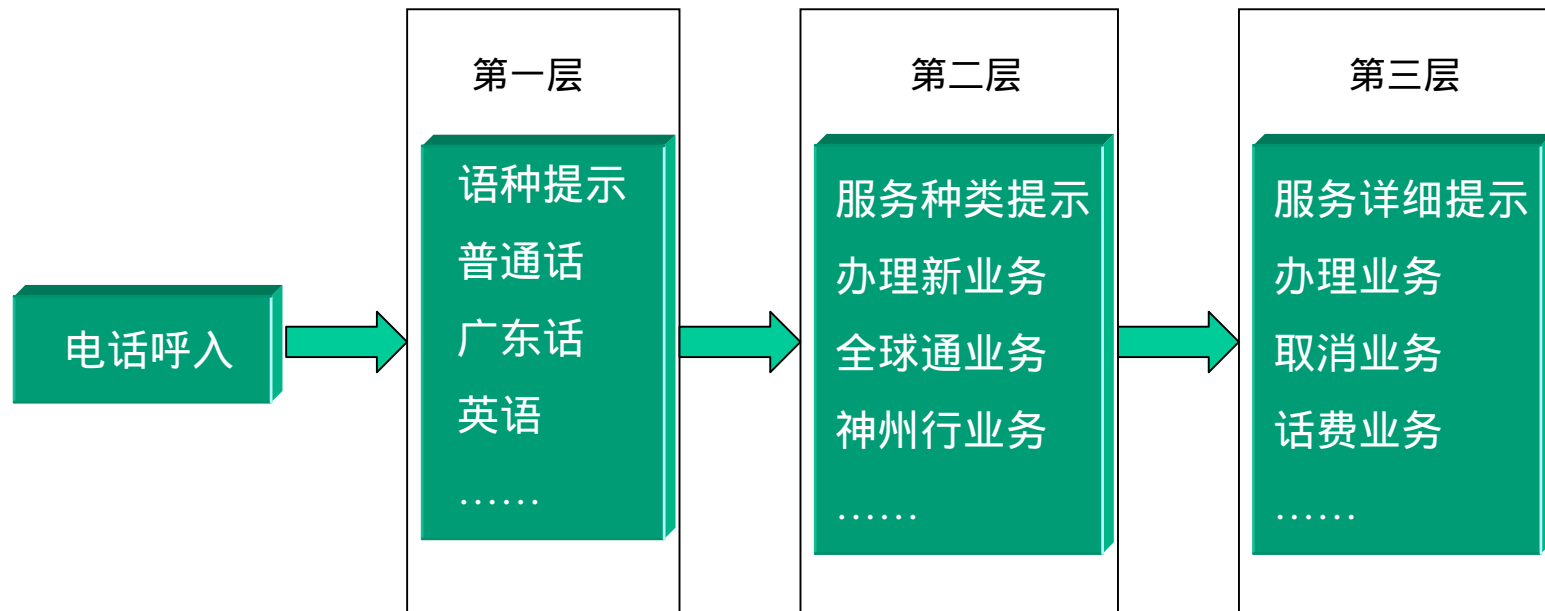 电话呼入
第一层
语种提示
普通话
广东话
英语
……
第二层
服务种类提示
办理新业务
全球通业务
神州行业务
……
第三层
服务详细提示
办理业务
取消业务
话费业务
……